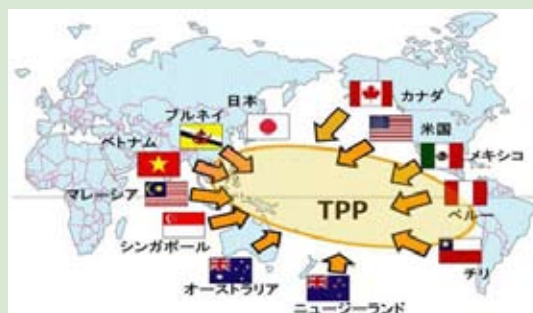 日本
カナダ
ブルネイ
米国
ベトナム
メキシコ
マレーシア
TPP
ペルー
シンガポール
チリ
オーストラリア
ニュージーランド